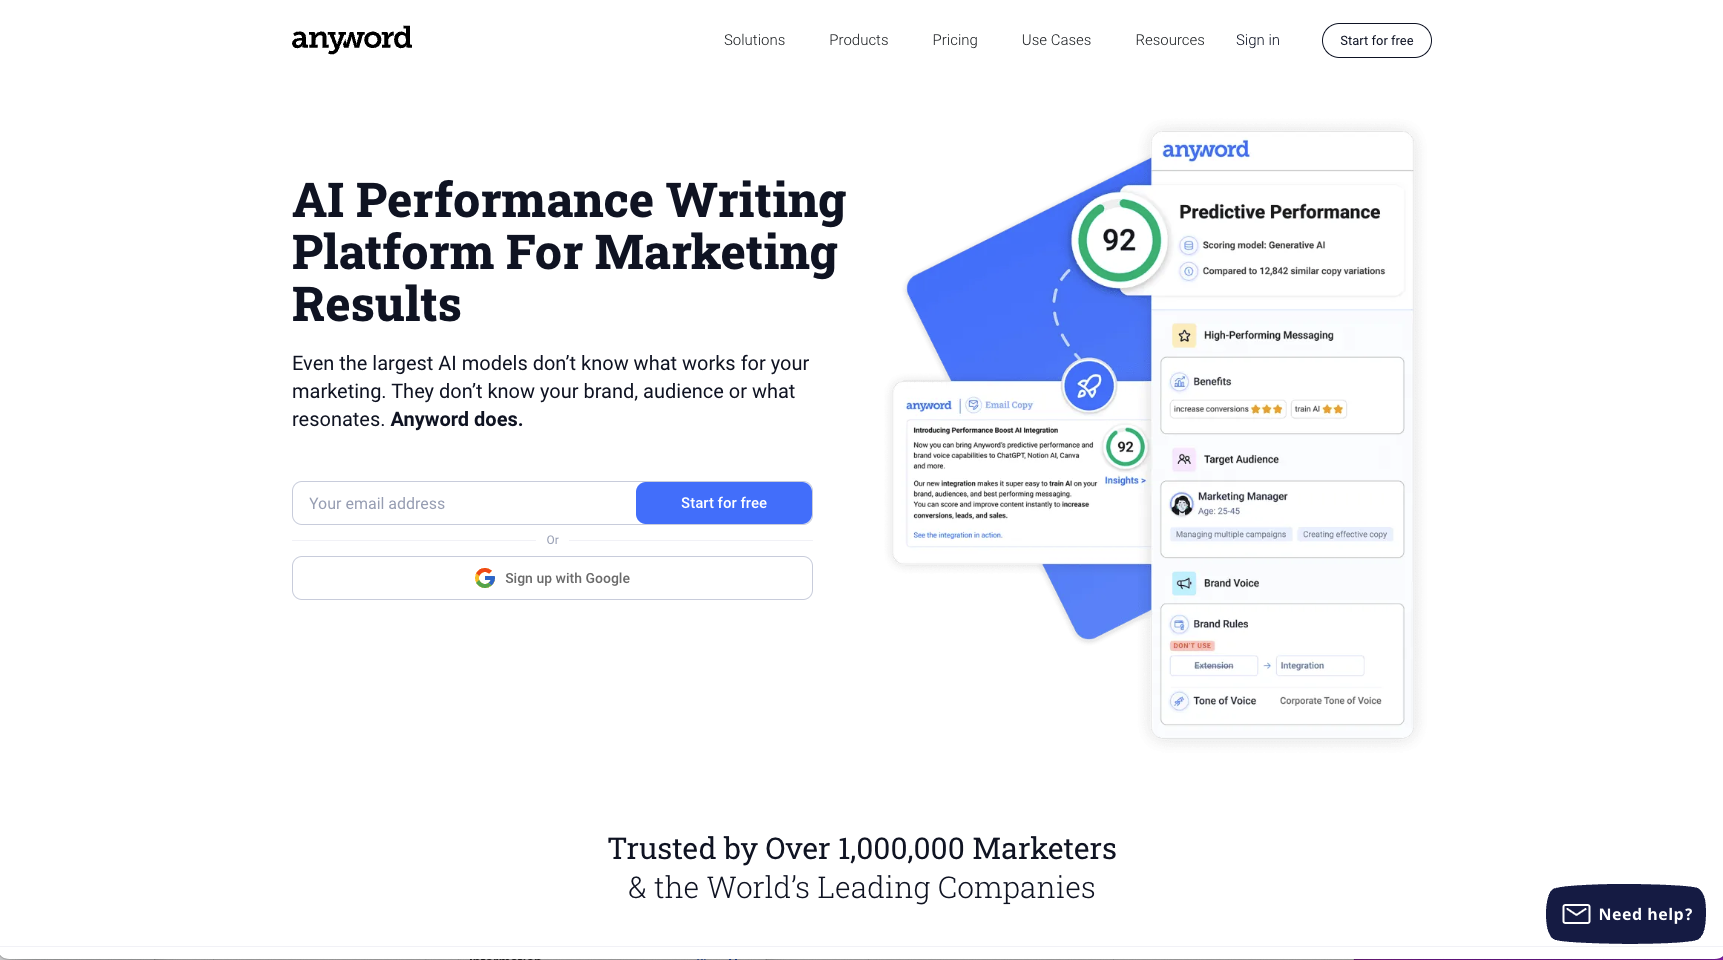 anyword
Solutions
Products
Pricing
Use Cases
Resources
Sign in
Start for free
AI Performance Writing
Platform For Marketing
Results
Even the largest AI models don’t know what works for your
marketing. They don’t know your brand, audience or what
resonates. Anyword does.
Your email address
Start for free
Or
Sign up with Google
anyword
92
Predictive Performance
Scoring model: Generative AI
Compared to 12,842 similar copy variations
High-Performing Messaging
Benefits
increase conversions
train AI
Target Audience
Marketing Manager
Age: 25-45
Managing multiple campaigns
Creating effective copy
Brand Voice
Brand Rules
DON'T USE
Extension
Integration
Tone of Voice
Corporate Tone of Voice
anyword
Email Copy
Introducing Performance Boost AI Integration
Now you can bring Anyword's predictive performance and
brand voice capabilities to ChatGPT, Notion AI, Canva
and more.
Our new integration makes it super easy to train AI on your
brand, audiences, and best performing messaging.
You can score and improve content instantly to increase
conversions, leads, and sales.
See the integration in action.
92
Insights >
Trusted by Over 1,000,000 Marketers
& the World’s Leading Companies
Need help?